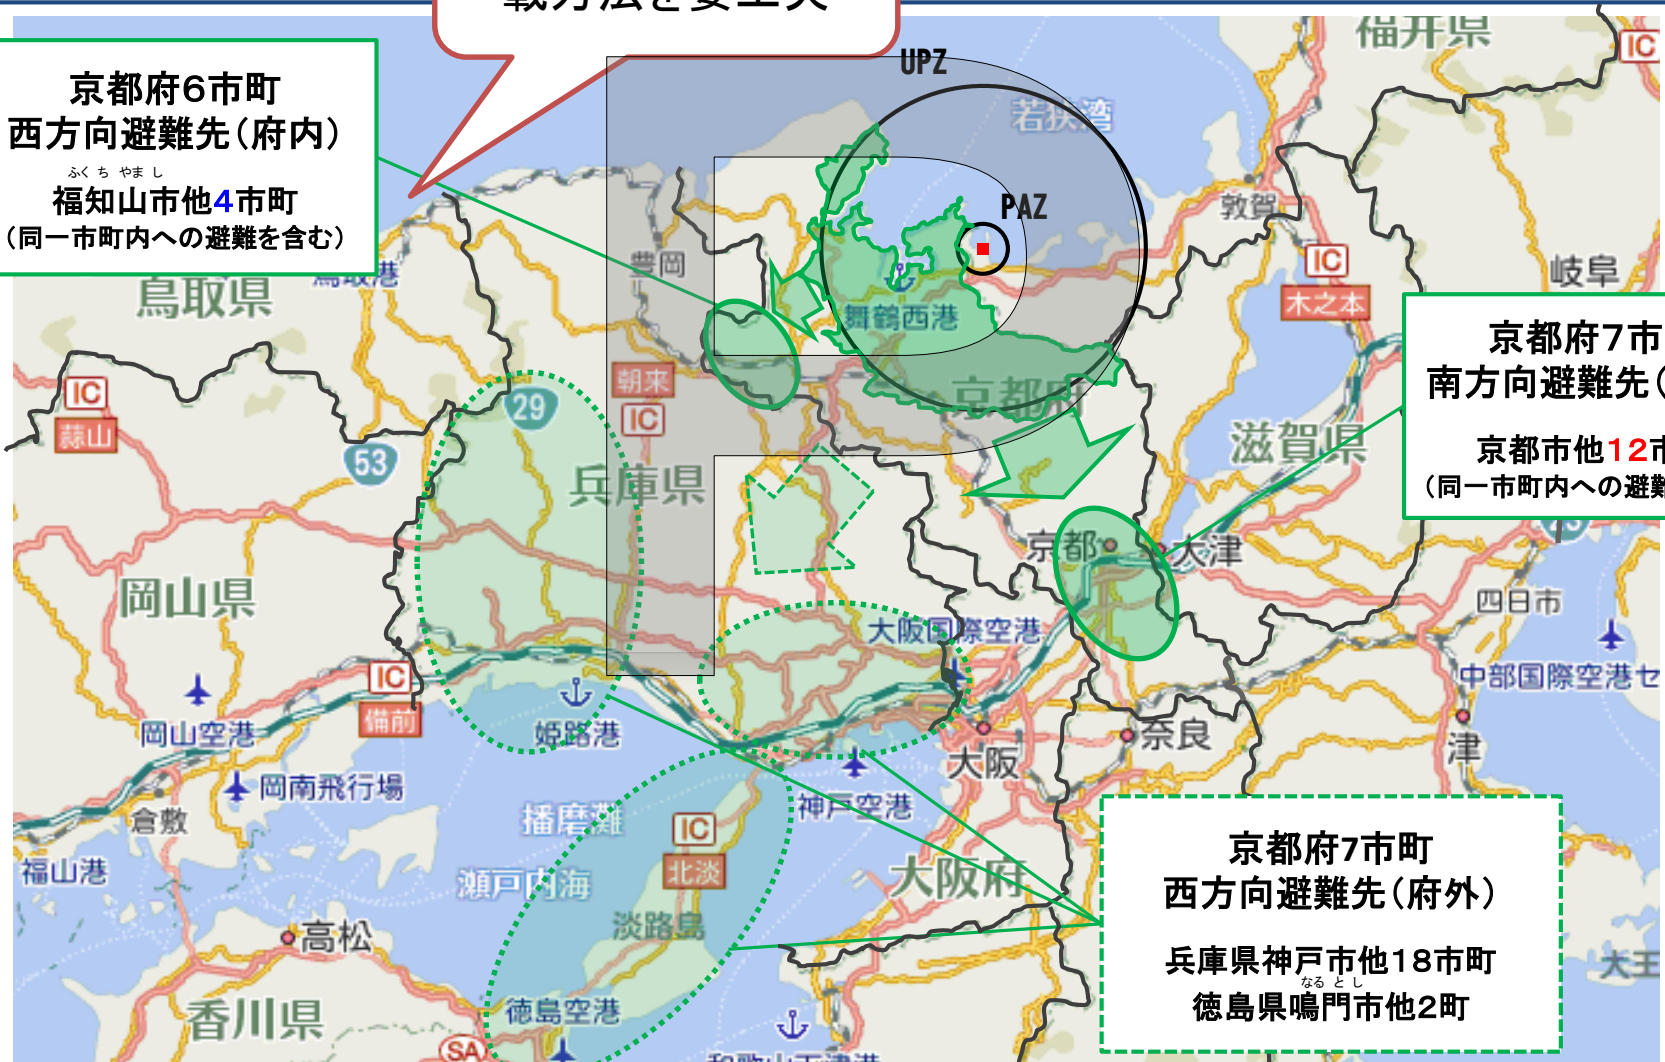 載方法を要工夫
福井県
IC
UPZ
京都府6市町
西方向避難先(府内)
ふくちやまし
福知山市他4市町
(同一市町内への避難を含む)
若狭湾
PAZ
敦賀
豊岡
IC
木之本
岐阜
鳥取港
鳥取県
舞鶴西港
京都府7市
南方向避難先(
京都市他12市
(同一市町内への避難
朝来
IC
IC
蒜山
29
53
京都府
滋賀県
兵庫県
京都
大津
岡山県
四日市
大阪国際空港
中部国際空港セ
IC
備前
岡山空港
姫路港
奈良
津
大阪
岡南飛行場
神戸空港
倉敷
播磨灘
IC
北淡
福山港
瀬戸内海
大阪府
淡路島
高松
京都府7市町
西方向避難先(府外)
兵庫県神戸市他18市町
なるとし
徳島県鳴門市他2町
大王
香川県
徳島空港
SA